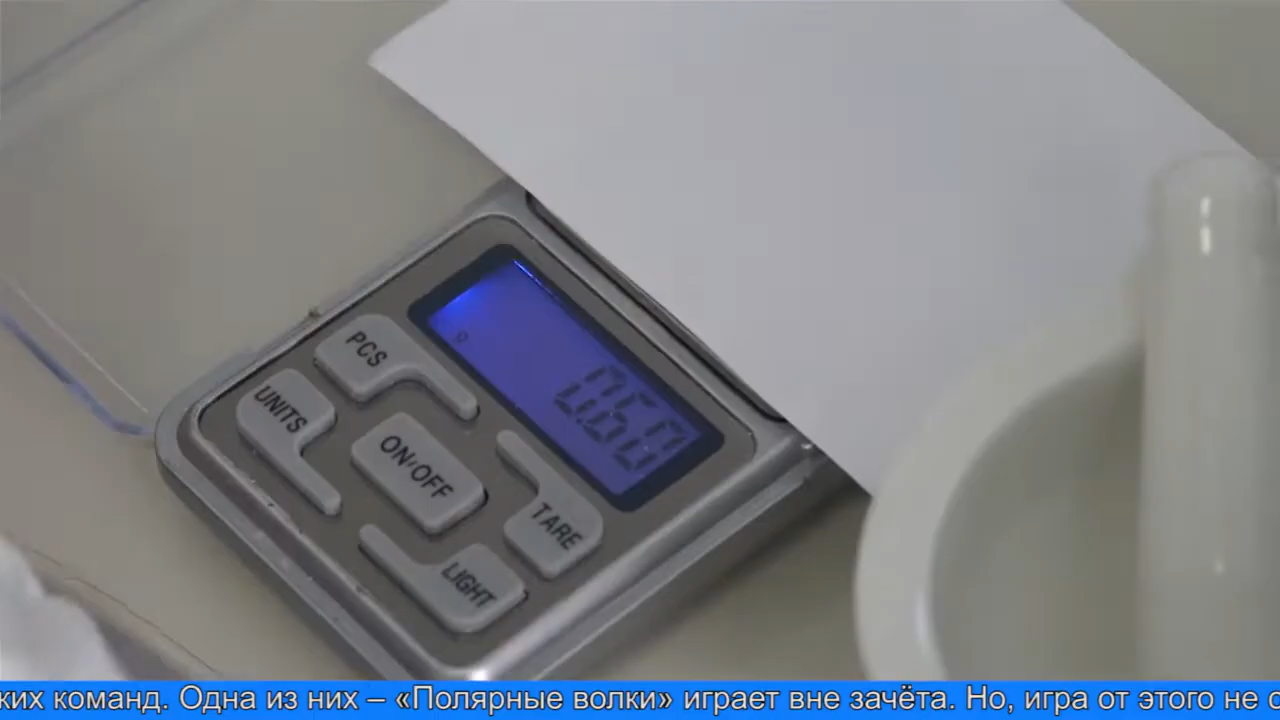 g
0.60
PCS
UNITS
ON/OFF
TARE
LIGHT
ких команд. Одна из них – «Полярные волки» играет вне зачёта. Но, игра от этого не с